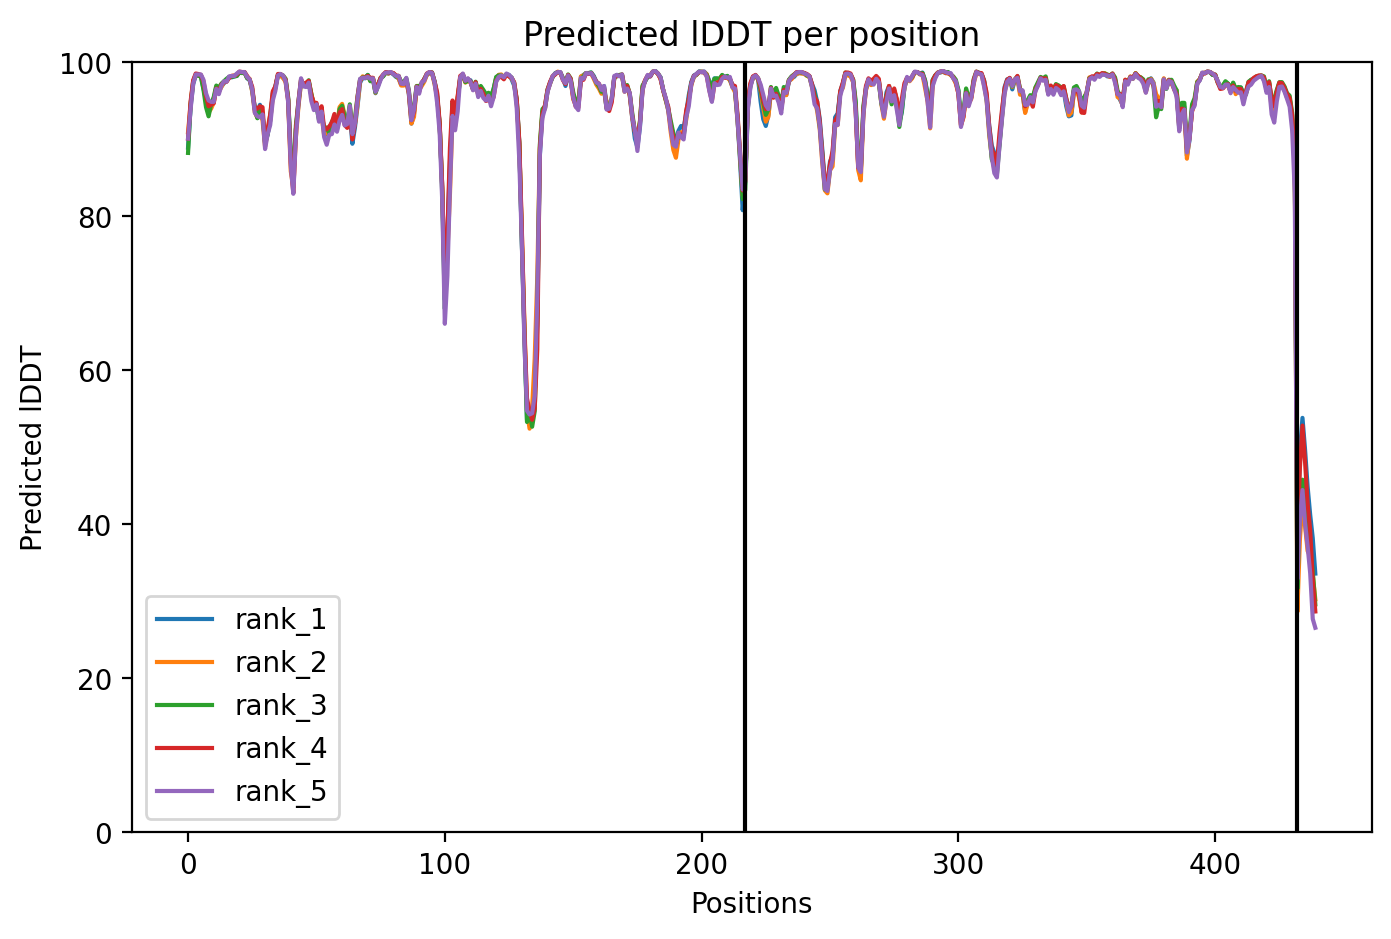 Predicted lDDT per position
100
80
60
40
20
0
Predicted lDDT
rank_1
rank_2
rank_3
rank_4
rank_5
0 100 200 300 400
Positions